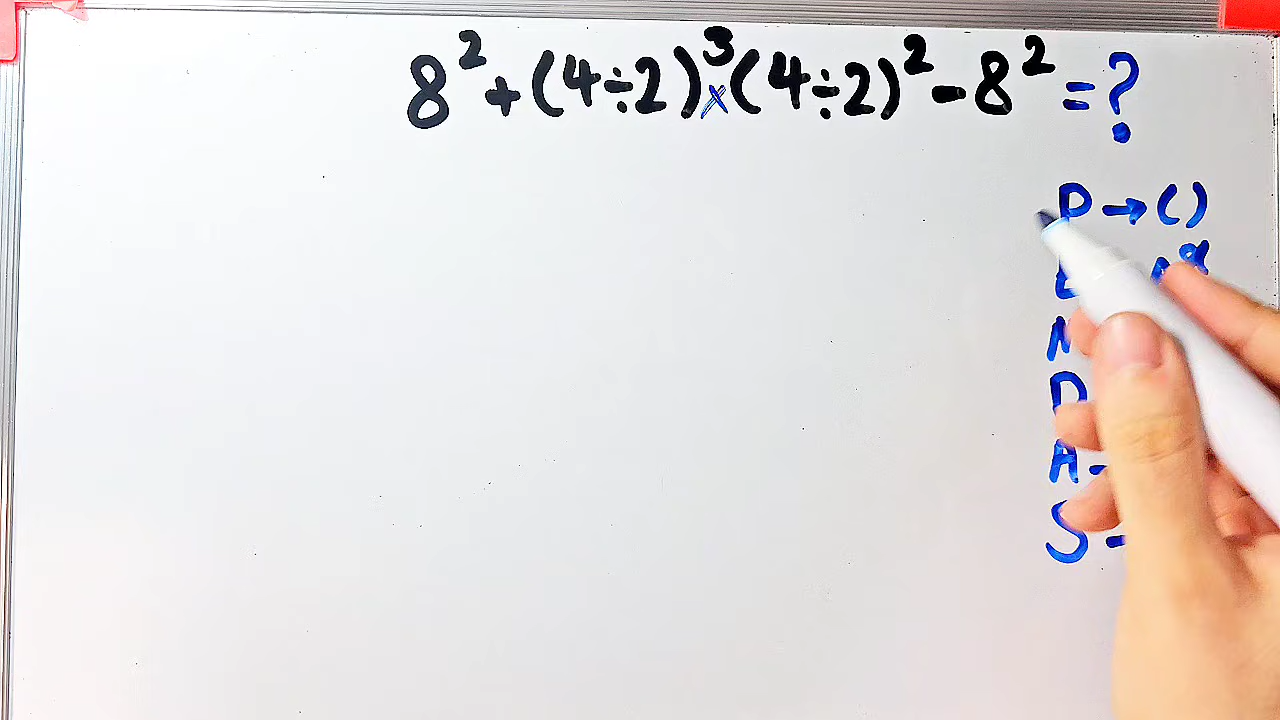 8² + (4÷2)³×(4÷2)² - 8² = ?
P → ()
M
D
A -
S -